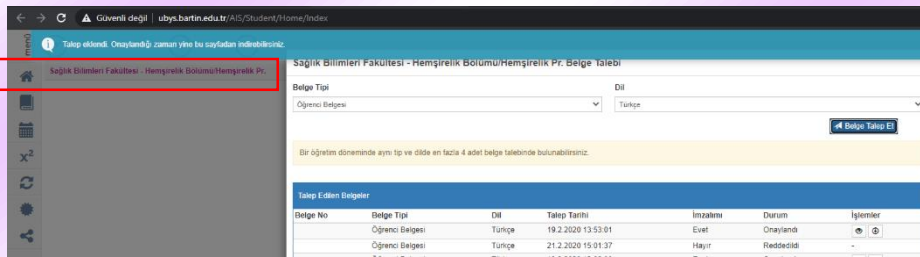 Güvenli değil | ubys.bartin.edu.tr/AIS/Student/Home/Index
menü
Talep eklendi. Onaylandığı zaman yine bu sayfadan indirebilirsiniz.
Sağlık Bilimleri Fakültesi - Hemşirelik Bölümü/Hemşirelik Pr.
Sağlık Bilimleri Fakültesi - Hemşirelik Bölümü/Hemşirelik Pr. Belge Talebi
Belge Tipi Dil
Öğrenci Belgesi Türkçe
Belge Talep Et
Bir öğretim döneminde aynı tip ve dilde en fazla 4 adet belge talebinde bulunabilirsiniz.
x²
Talep Edilen Belgeler
Belge No Belge Tipi Dil Talep Tarihi İmzalımı Durum İşlemler
Öğrenci Belgesi Türkçe 19.2.2020 13:53:01 Evet Onaylandı
Öğrenci Belgesi Türkçe 21.2.2020 15:01:37 Hayır Reddedildi -